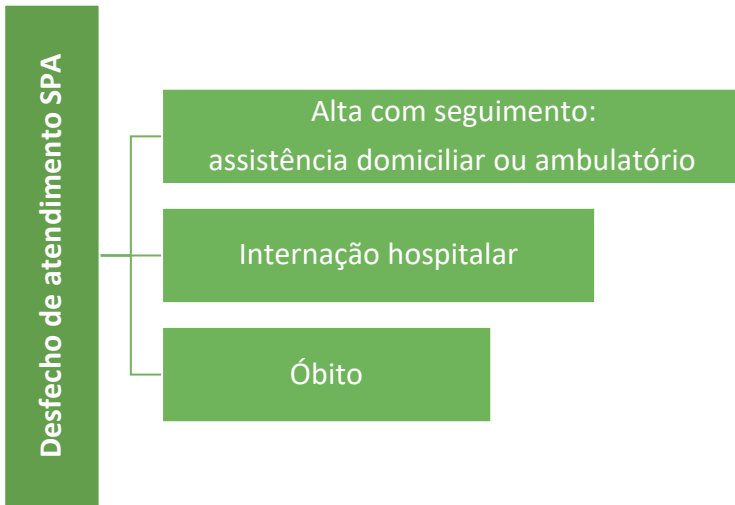 Desfecho de atendimento SPA
Alta com seguimento:
assistência domiciliar ou ambulatório
Internação hospitalar
Óbito